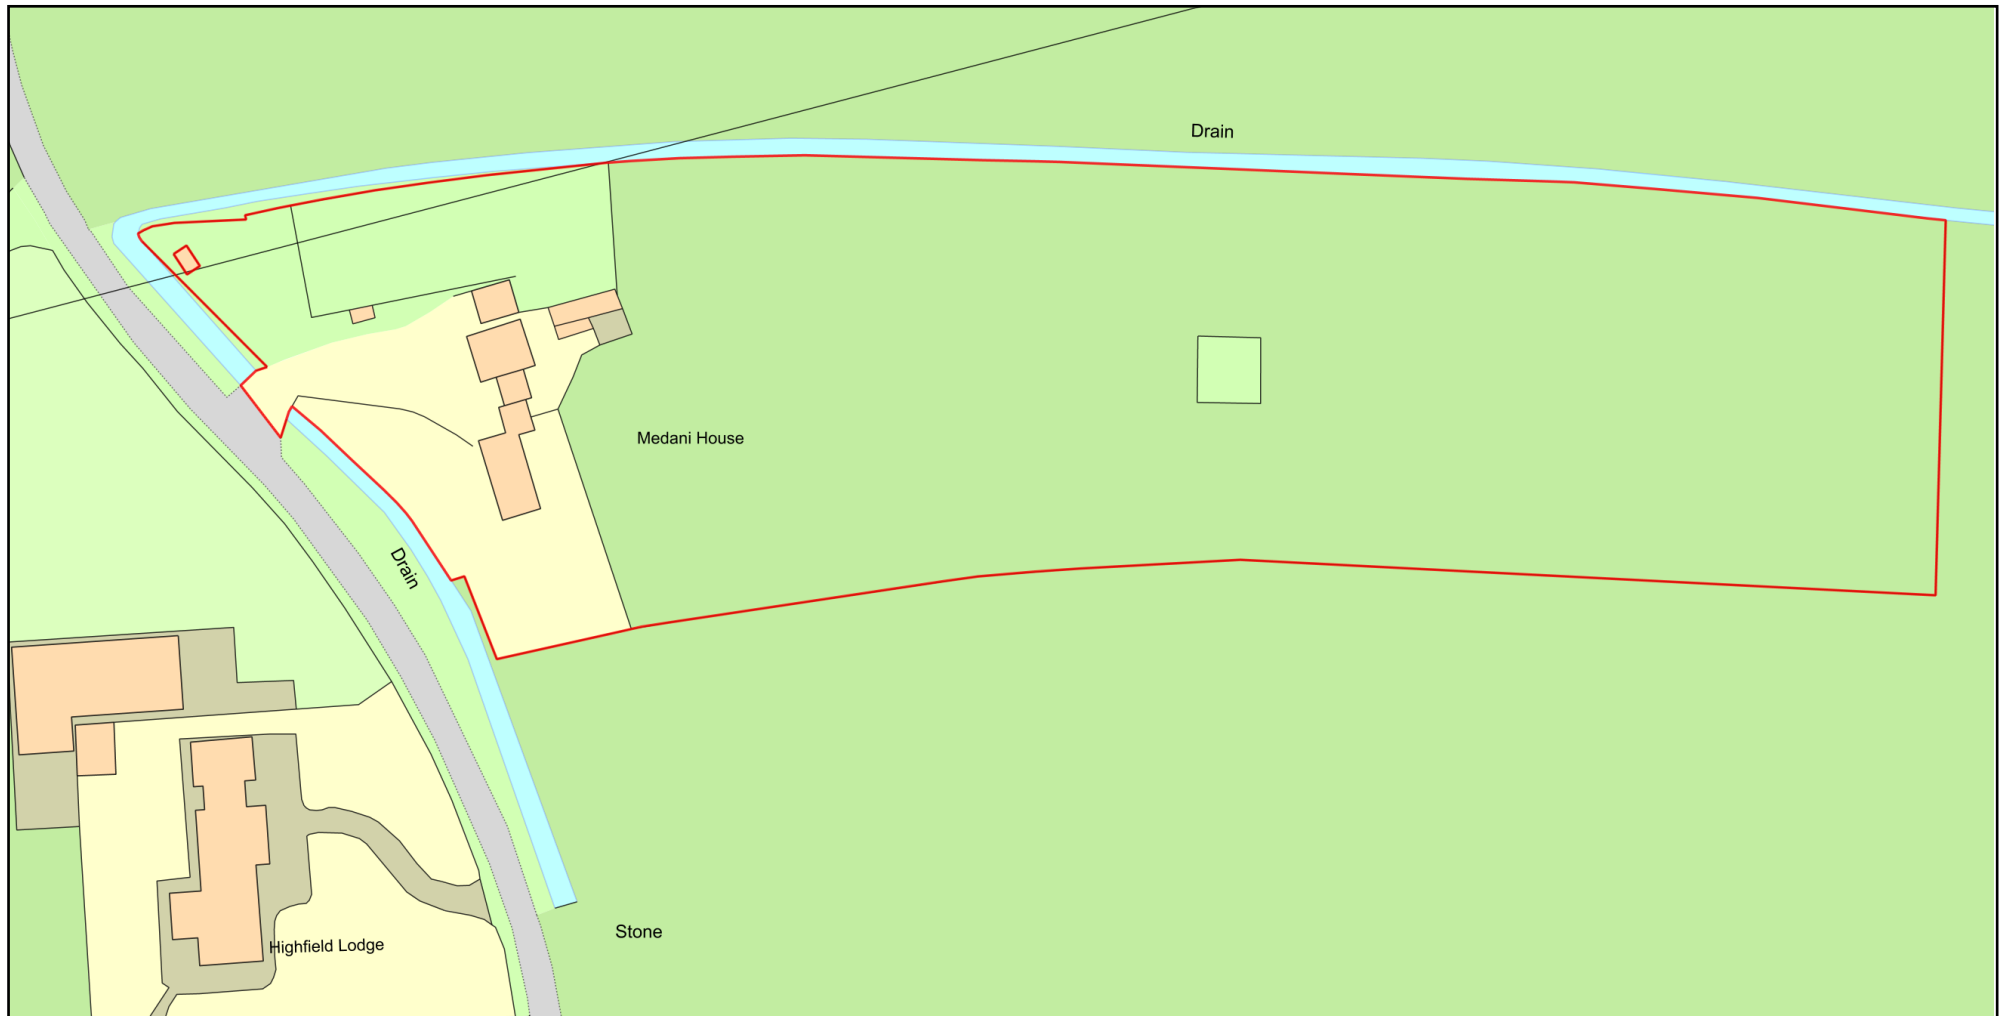 Drain
Medani House
Drain
Stone
Highfield Lodge